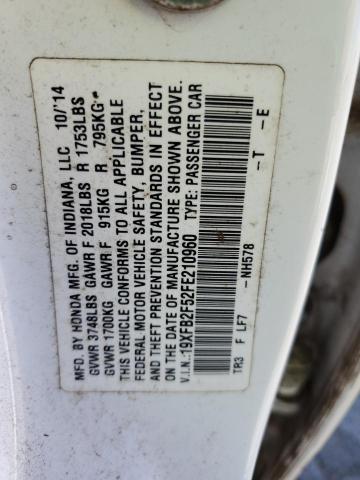 MFD. BY HONDA MFG. OF INDIANA, LLC 10/14
GVWR 3748LBS GAWR F 2018LBS R 1753LBS
GVWR 1700KG GAWR F 915KG R 795KG
THIS VEHICLE CONFORMS TO ALL APPLICABLE
FEDERAL MOTOR VEHICLE SAFETY, BUMPER,
AND THEFT PREVENTION STANDARDS IN EFFECT
ON THE DATE OF MANUFACTURE SHOWN ABOVE.
V.I.N.:19XFB2F52FE210960 TYPE: PASSENGER CAR
TR3 F LF7 -NH578 -T -E